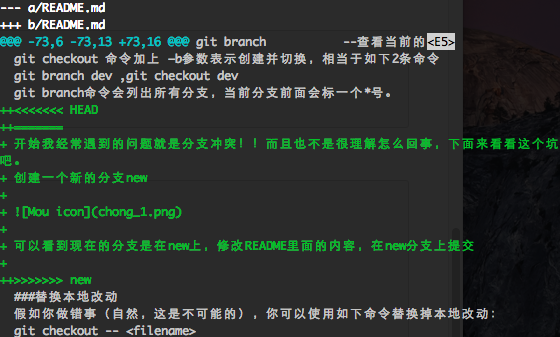 --- a/README.md
+++ b/README.md
@@@ -73,6 -73,13 +73,16 @@@ git branch --查看当前的<E5>
git checkout 命令加上 -b参数表示创建并切换，相当于如下2条命令
git branch dev ,git checkout dev
git branch命令会列出所有分支，当前分支前面会标一个*号。
++<<<<<<< HEAD
++=======
+ 开始我经常遇到的问题就是分支冲突！！而且也不是很理解怎么回事，下面来看看这个坑
吧。
+ 创建一个新的分支new
+
+ ![Mou icon](chong_1.png)
+
+ 可以看到现在的分支是在new上，修改README里面的内容，在new分支上提交
+
++>>>>>>> new
###替换本地改动
假如你做错事（自然，这是不可能的），你可以使用如下命令替换掉本地改动：
git checkout -- <filename>